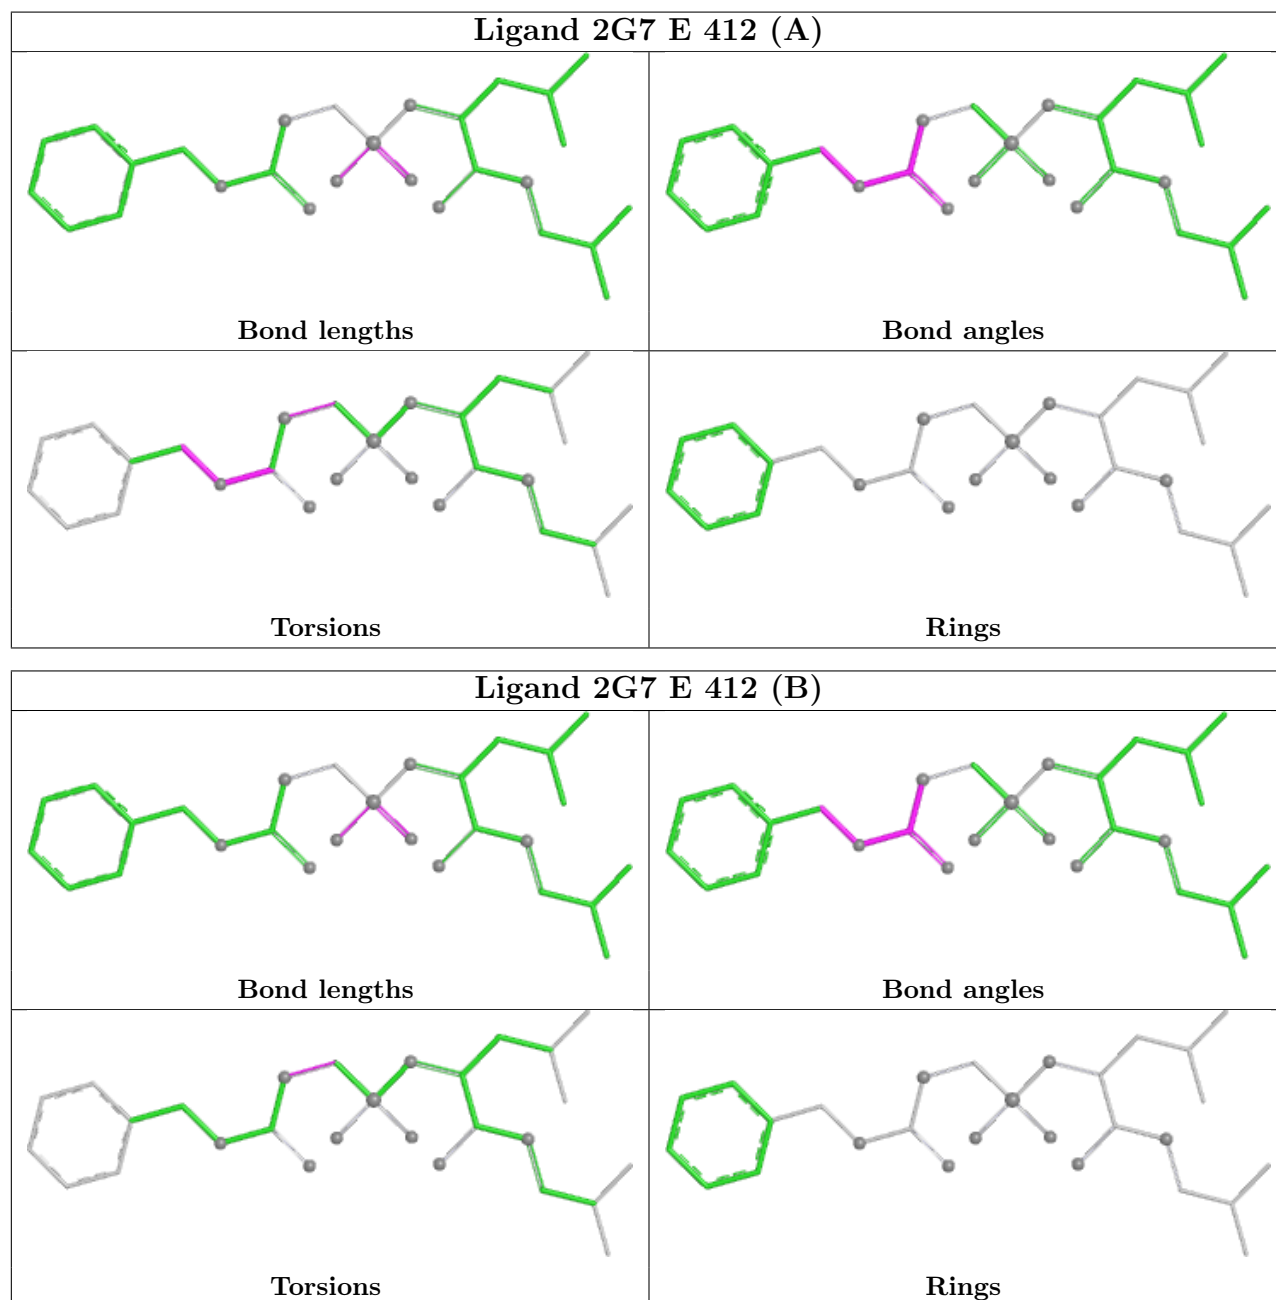 Ligand 2G7 E 412 (A)
Bond lengths
Bond angles
Torsions
Rings
Ligand 2G7 E 412 (B)
Bond lengths
Bond angles
Torsions
Rings